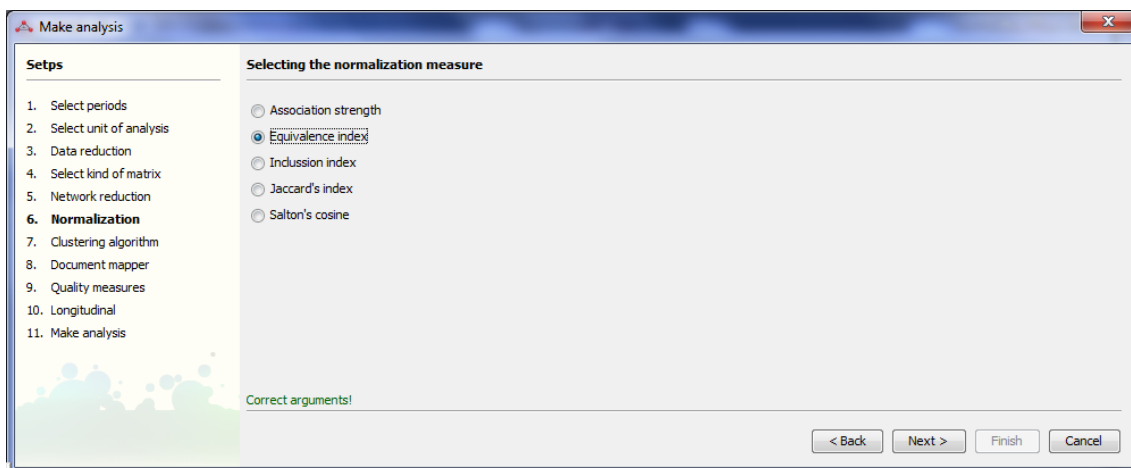 Make analysis
X
Setps
1. Select periods
2. Select unit of analysis
3. Data reduction
4. Select kind of matrix
5. Network reduction
6. Normalization
7. Clustering algorithm
8. Document mapper
9. Quality measures
10. Longitudinal
11. Make analysis
Selecting the normalization measure
Association strength
Equivalence index
Inclussion index
Jaccard's index
Salton's cosine
Correct arguments!
< Back
Next >
Finish
Cancel